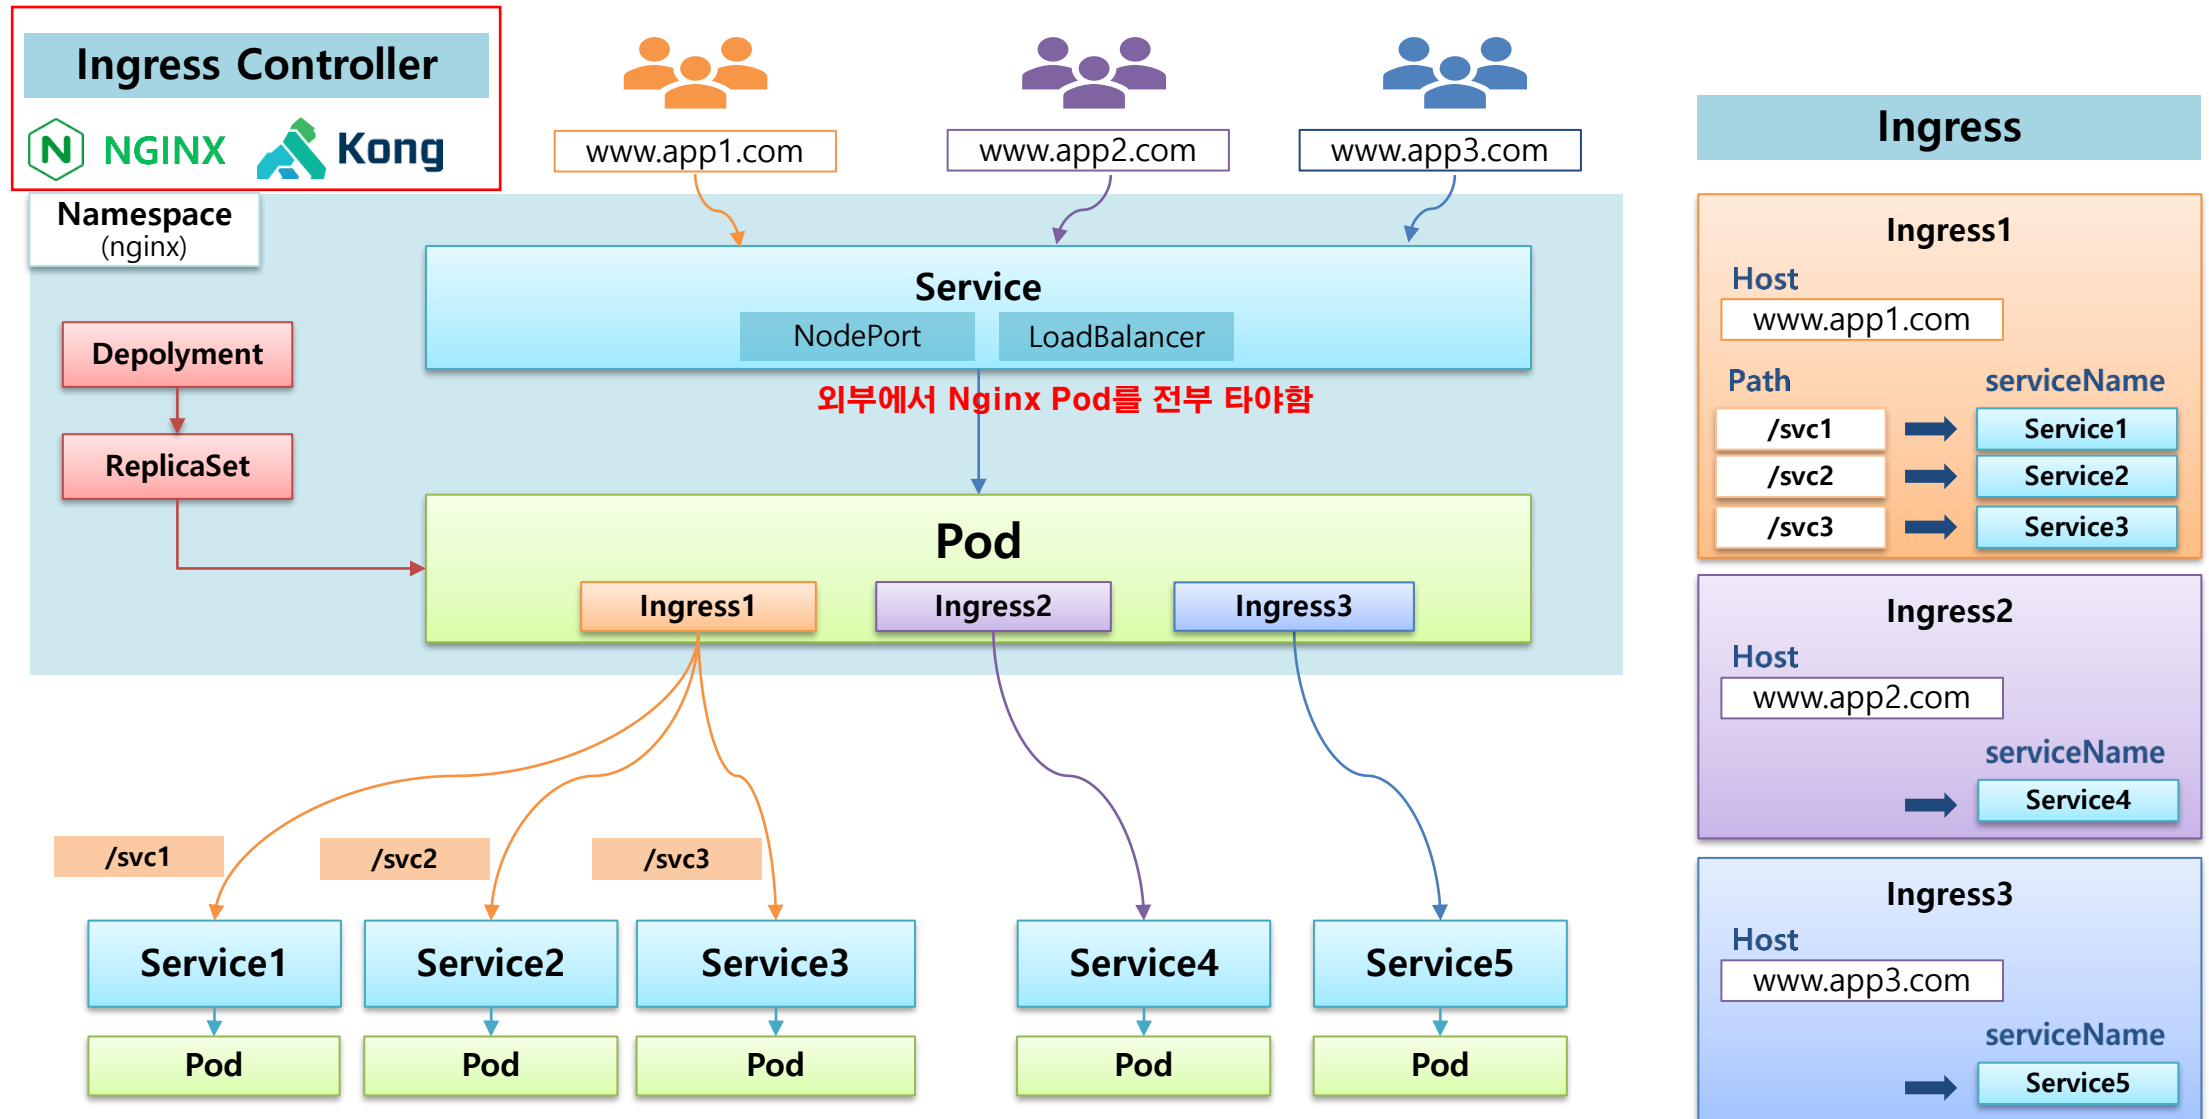 Ingress Controller
NGINX
Kong
www.app1.com
www.app2.com
www.app3.com
Namespace
(nginx)
Service
NodePort
LoadBalancer
외부에서 Nginx Pod를 전부 타야함
Depolyment
ReplicaSet
Pod
Ingress1
Ingress2
Ingress3
/svc1
/svc2
/svc3
Service1
Service2
Service3
Service4
Service5
Pod
Pod
Pod
Pod
Pod
Ingress
Ingress1
Host
www.app1.com
Path
serviceName
/svc1
Service1
/svc2
Service2
/svc3
Service3
Ingress2
Host
www.app2.com
serviceName
Service4
Ingress3
Host
www.app3.com
serviceName
Service5